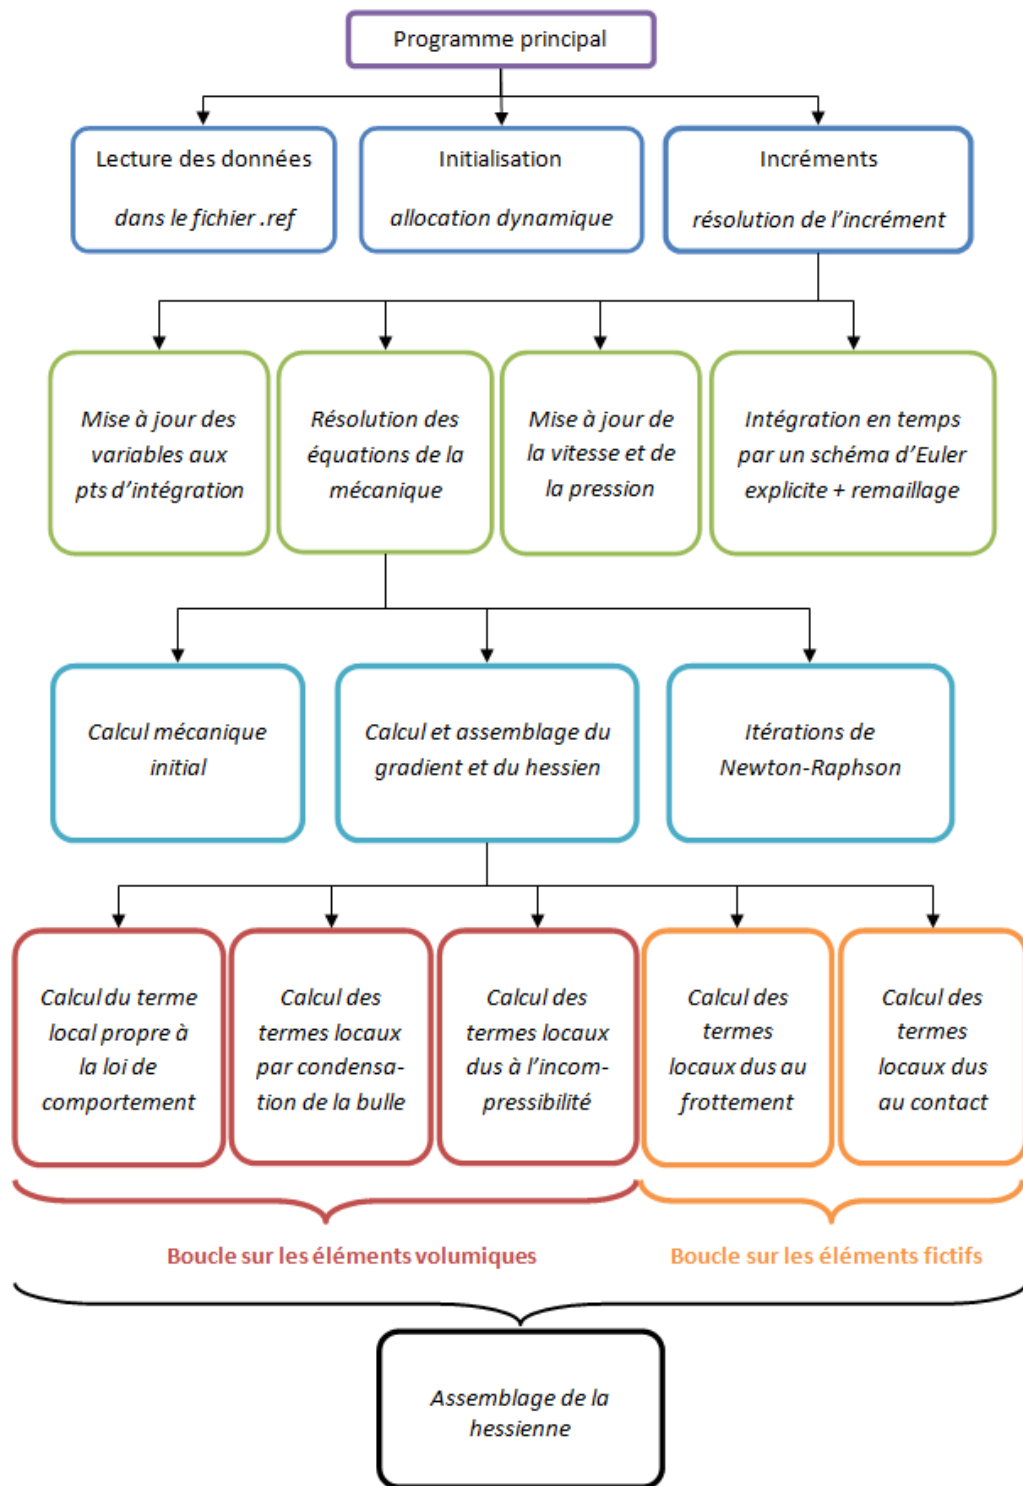 Programme principal
Lecture des données
dans le fichier .ref
Initialisation
allocation dynamique
Incréments
résolution de l'incrément
Mise à jour des
variables aux
pts d'intégration
Résolution des
équations de la
mécanique
Mise à jour de
la vitesse et de
la pression
Intégration en temps
par un schéma d'Euler
explicite + remaillage
Calcul mécanique
initial
Calcul et assemblage du
gradient et du hessien
Itérations de
Newton-Raphson
Calcul du terme
local propre à
la loi de
comportement
Calcul des
termes locaux
par condensa-
tion de la bulle
Calcul des
termes locaux
dus à l'incom-
pressibilité
Calcul des
termes
locaux dus au
frottement
Calcul des
termes
locaux dus
au contact
Boucle sur les éléments volumiques
Boucle sur les éléments fictifs
Assemblage de la
hessienne